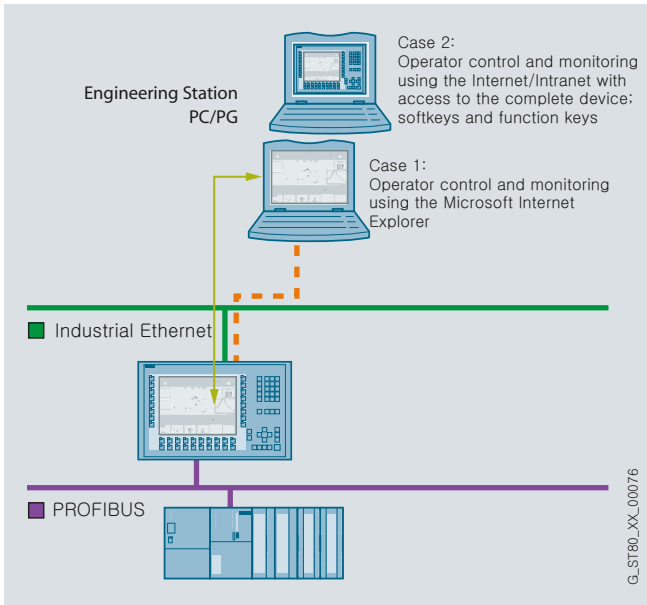 Case 2:
Operator control and monitoring
using the Internet/Intranet with
access to the complete device;
softkeys and function keys
Engineering Station
PC/PG
Case 1:
Operator control and monitoring
using the Microsoft Internet
Explorer
Industrial Ethernet
PROFIBUS
G_ST80_XX_00076